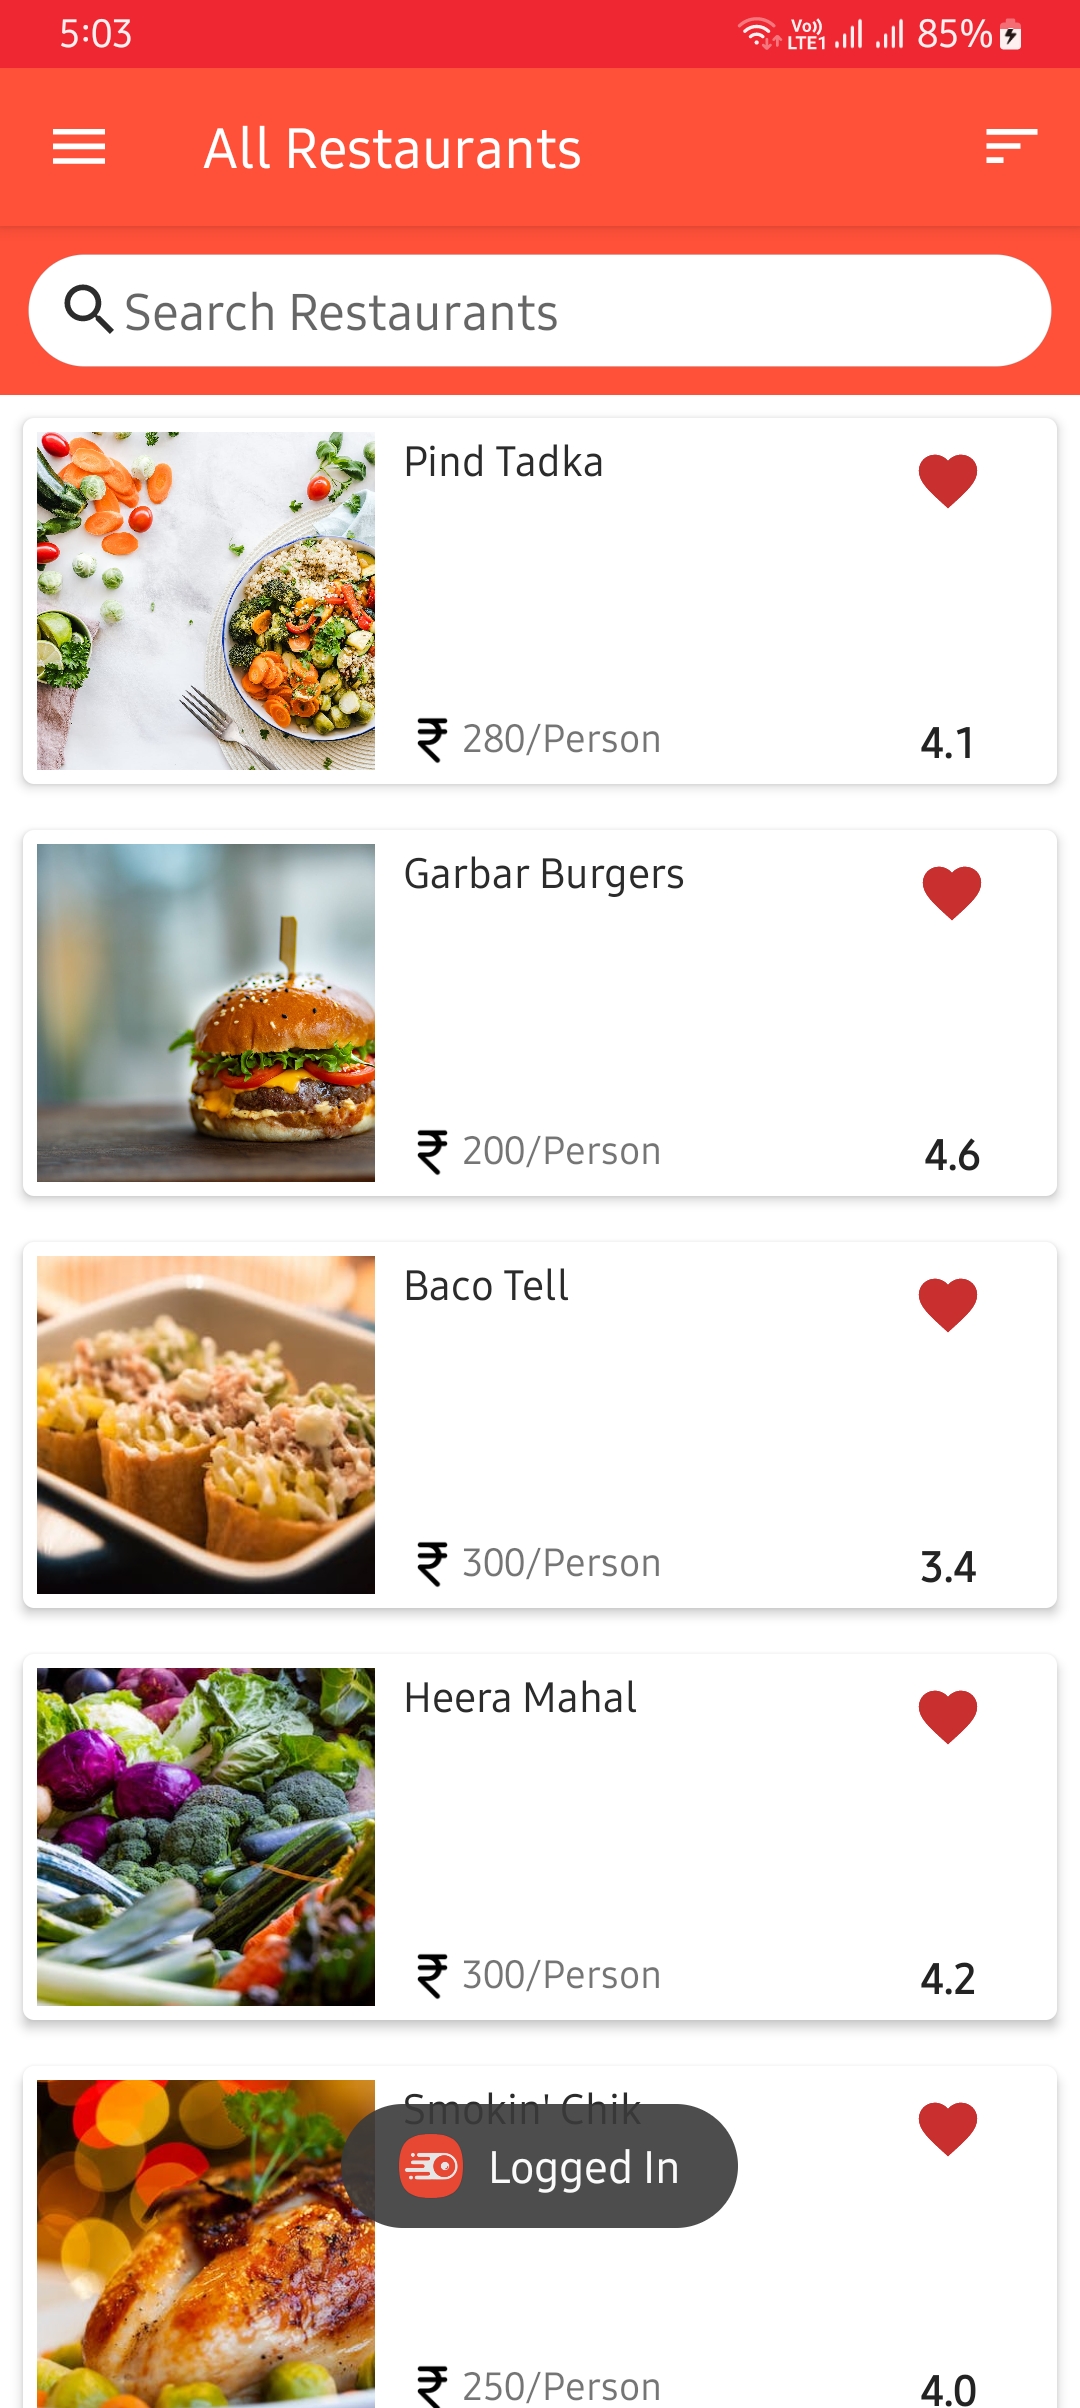 5:03
Vo)) LTE1 85%
All Restaurants
Search Restaurants
Pind Tadka
₹ 280/Person
4.1
Garbar Burgers
₹ 200/Person
4.6
Baco Tell
₹ 300/Person
3.4
Heera Mahal
₹ 300/Person
4.2
Smokin' Chik
Logged In
₹ 250/Person
4.0